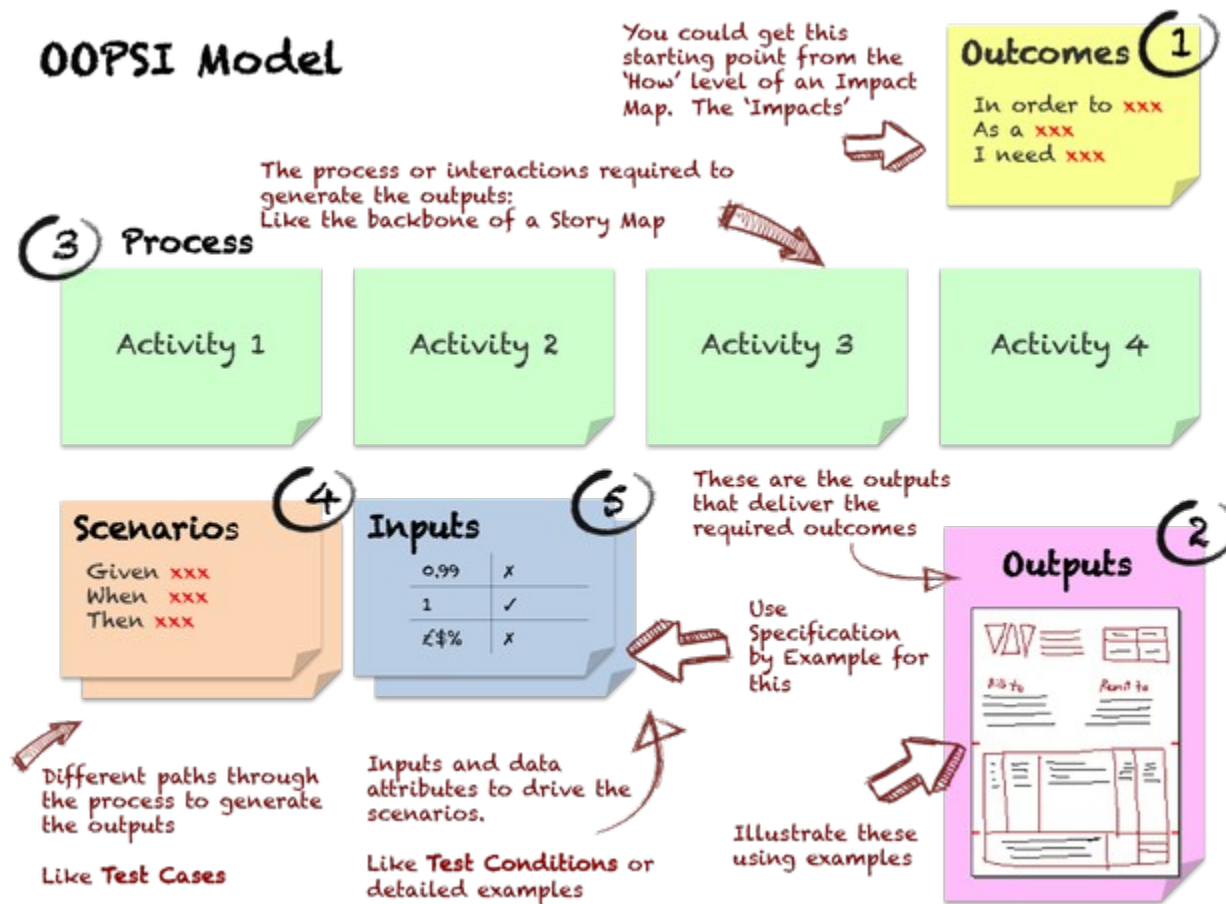 OOPSI Model
You could get this
starting point from the
'How' level of an Impact
Map. The 'Impacts'
Outcomes
1
In order to xxx
As a xxx
I need xxx
The process or interactions required to
generate the outputs:
Like the backbone of a Story Map
3
Process
Activity 1
Activity 2
Activity 3
Activity 4
Scenarios
4
Given xxx
When xxx
Then xxx
Inputs
5
0.99 ✗
1 ✓
£$% ✗
These are the outputs
that deliver the
required outcomes
Outputs
2
Bill to
Remit to
Use
Specification
by Example for
this
Different paths through
the process to generate
the outputs
Like Test Cases
Inputs and data
attributes to drive the
scenarios.
Like Test Conditions or
detailed examples
Illustrate these
using examples